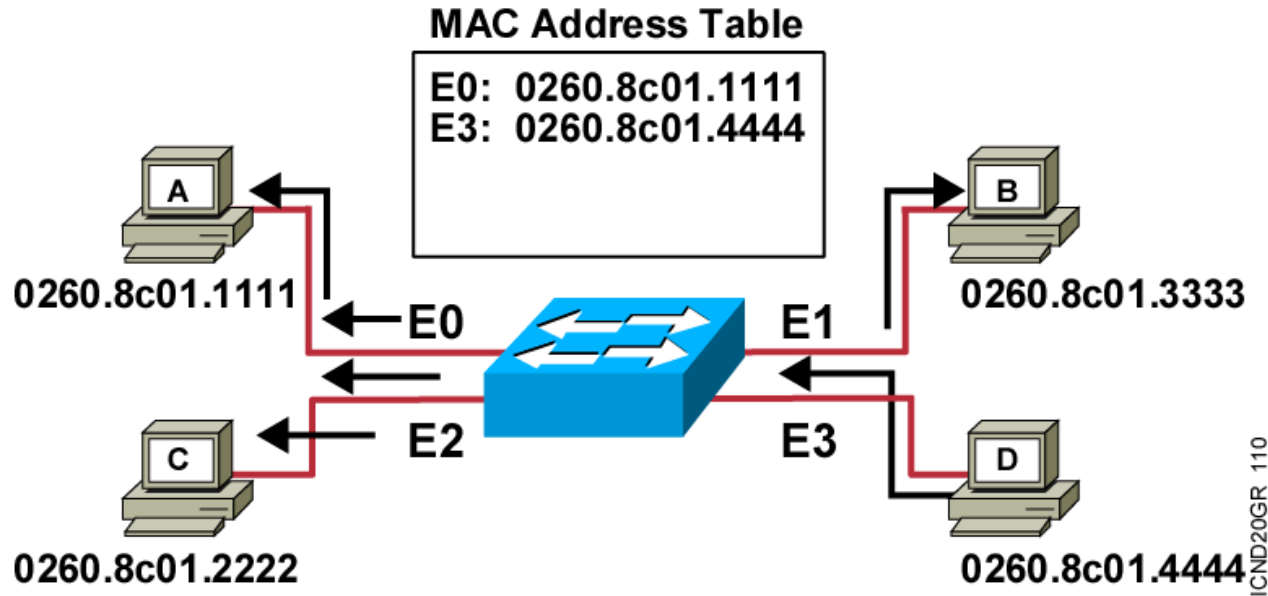 MAC Address Table
E0: 0260.8c01.1111
E3: 0260.8c01.4444
A
B
0260.8c01.1111
0260.8c01.3333
E0
E1
E2
E3
C
D
0260.8c01.2222
0260.8c01.4444
ICND20GR 110